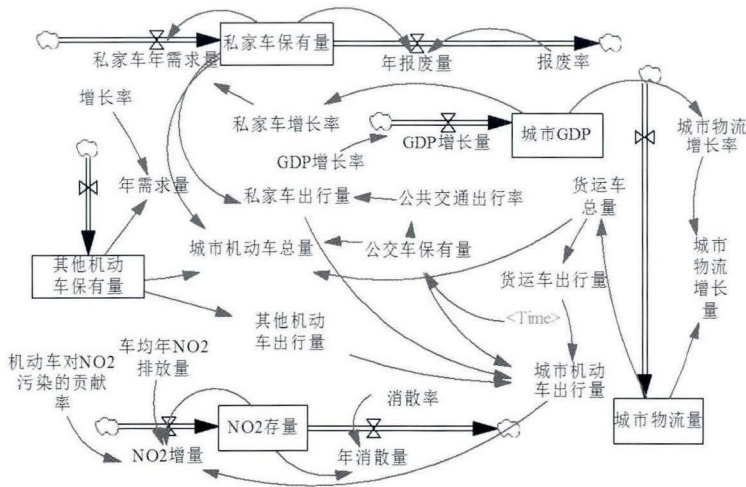 私家车保有量
私家车年需求量
年报废量
报废率
增长率
私家车增长率
城市GDP
GDP增长量
城市物流
增长率
GDP增长率
年需求量
私家车出行量
公共交通出行率
货运车
总量
城市机动车总量
公交车保有量
城市
物流
增长
量
其他机动
车保有量
货运车出行量
其他机动
车出行量
<Time>
车均年NO2
排放量
机动车对NO2
污染的贡献
率
城市机动
车出行量
消散率
城市物流量
NO2存量
NO2增量
年消散量